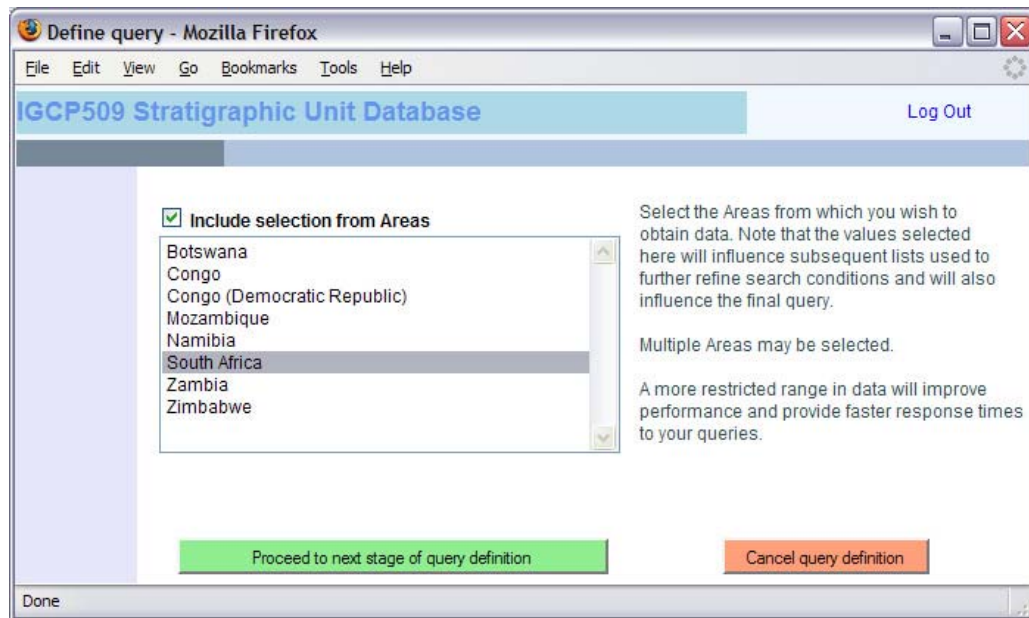 Define query - Mozilla Firefox
File Edit View Go Bookmarks Tools Help
IGCP509 Stratigraphic Unit Database
Log Out
Include selection from Areas
Botswana
Congo
Congo (Democratic Republic)
Mozambique
Namibia
South Africa
Zambia
Zimbabwe
Select the Areas from which you wish to
obtain data. Note that the values selected
here will influence subsequent lists used to
further refine search conditions and will also
influence the final query.
Multiple Areas may be selected.
A more restricted range in data will improve
performance and provide faster response times
to your queries.
Proceed to next stage of query definition
Cancel query definition
Done